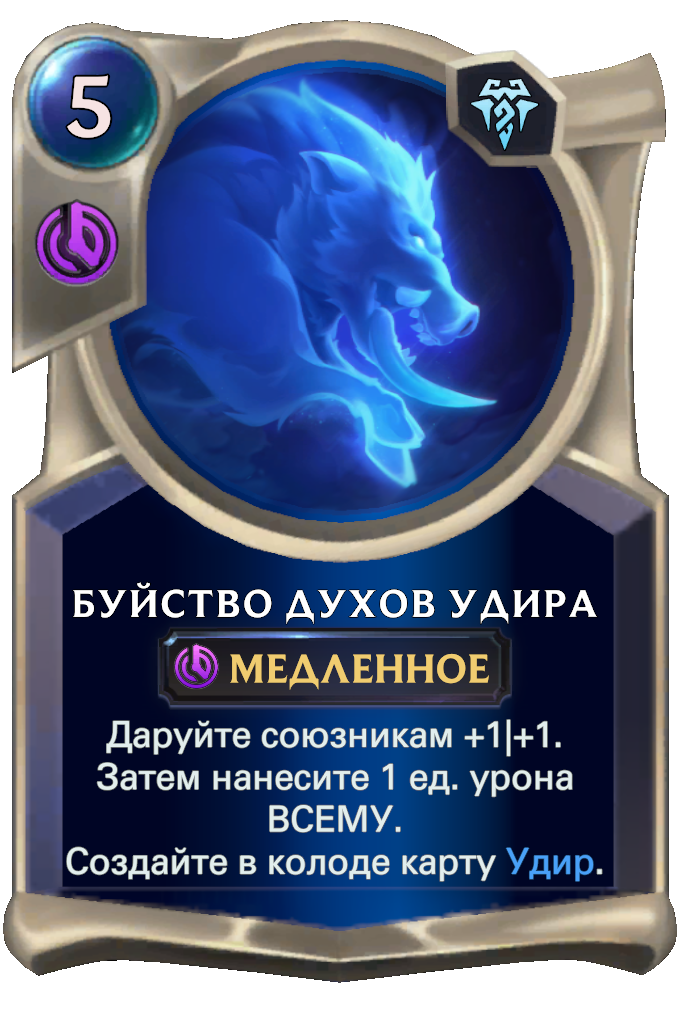 5
БУЙСТВО ДУХОВ УДИРА
МЕДЛЕННОЕ
Даруйте союзникам +1|+1.
Затем нанесите 1 ед. урона
ВСЕМУ.
Создайте в колоде карту Удир.